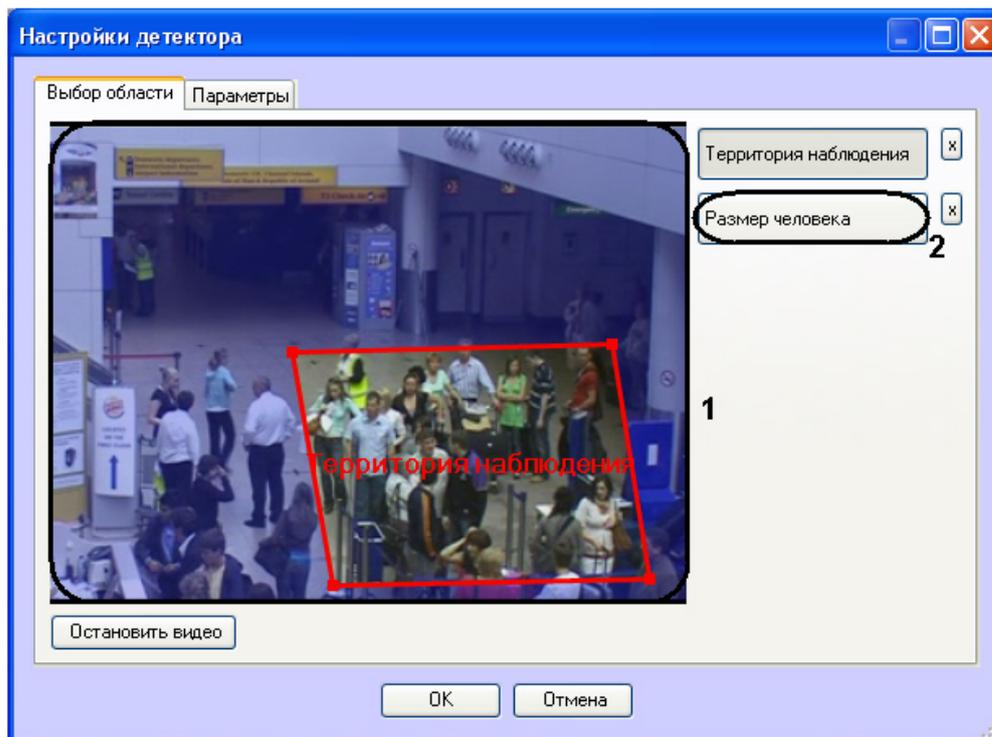 Настройки детектора
Выбор области
Параметры
Территория наблюдения
x
Размер человека
x
2
1
Территория наблюдения
Остановить видео
OK
Отмена